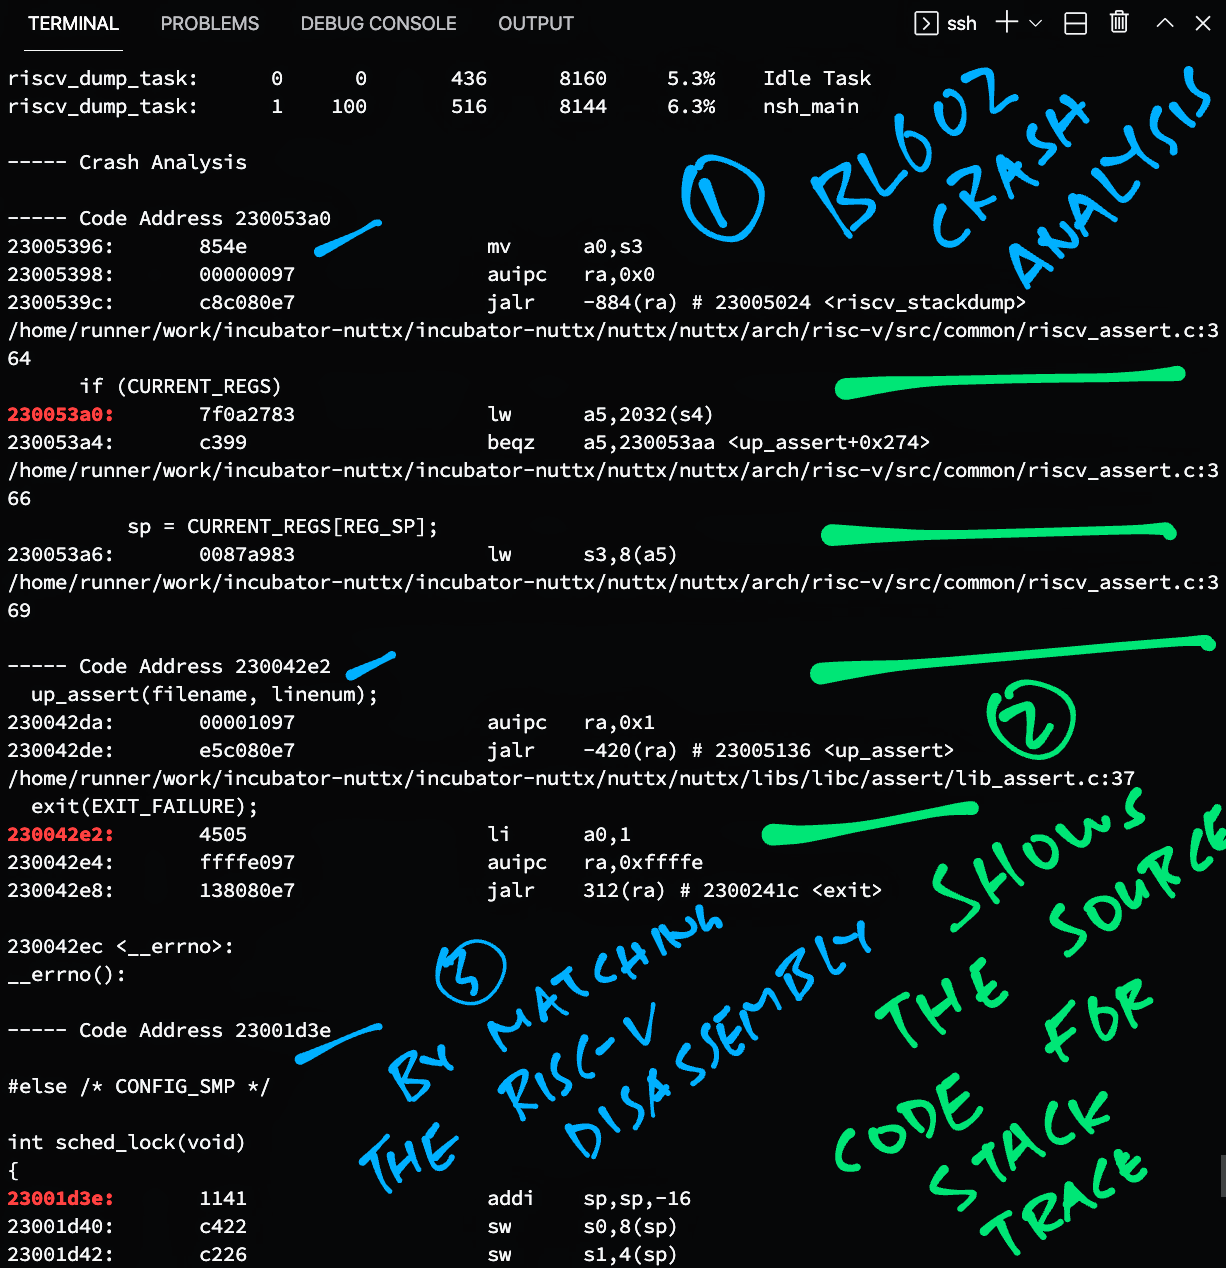 TERMINAL PROBLEMS DEBUG CONSOLE OUTPUT ssh
riscv_dump_task: 0 0 436 8160 5.3% Idle Task
riscv_dump_task: 1 100 516 8144 6.3% nsh_main
----- Crash Analysis
1 BL602
CRASH
ANALYSIS
----- Code Address 230053a0
23005396: 854e mv a0,s3
23005398: 00000097 auipc ra,0x0
2300539c: c8c080e7 jalr -884(ra) # 23005024 <riscv_stackdump>
/home/runner/work/incubator-nuttx/incubator-nuttx/nuttx/nuttx/arch/risc-v/src/common/riscv_assert.c:3
64
if (CURRENT_REGS)
230053a0: 7f0a2783 lw a5,2032(s4)
230053a4: c399 beqz a5,230053aa <up_assert+0x274>
/home/runner/work/incubator-nuttx/incubator-nuttx/nuttx/nuttx/arch/risc-v/src/common/riscv_assert.c:3
66
sp = CURRENT_REGS[REG_SP];
230053a6: 0087a983 lw s3,8(a5)
/home/runner/work/incubator-nuttx/incubator-nuttx/nuttx/nuttx/arch/risc-v/src/common/riscv_assert.c:3
69
----- Code Address 230042e2
up_assert(filename, linenum);
230042da: 00001097 auipc ra,0x1
230042de: e5c080e7 jalr -420(ra) # 23005136 <up_assert>
/home/runner/work/incubator-nuttx/incubator-nuttx/nuttx/nuttx/libs/libc/assert/lib_assert.c:37
exit(EXIT_FAILURE);
230042e2: 4505 li a0,1
230042e4: ffffe097 auipc ra,0xffffe
230042e8: 138080e7 jalr 312(ra) # 2300241c <exit>
2
SHOWS
THE SOURCE
CODE FOR
STACK
TRACE
230042ec <__errno>:
__errno():
3
BY MATCHING
THE RISC-V
DISASSEMBLY
----- Code Address 23001d3e
#else /* CONFIG_SMP */
int sched_lock(void)
{
23001d3e: 1141 addi sp,sp,-16
23001d40: c422 sw s0,8(sp)
23001d42: c226 sw s1,4(sp)